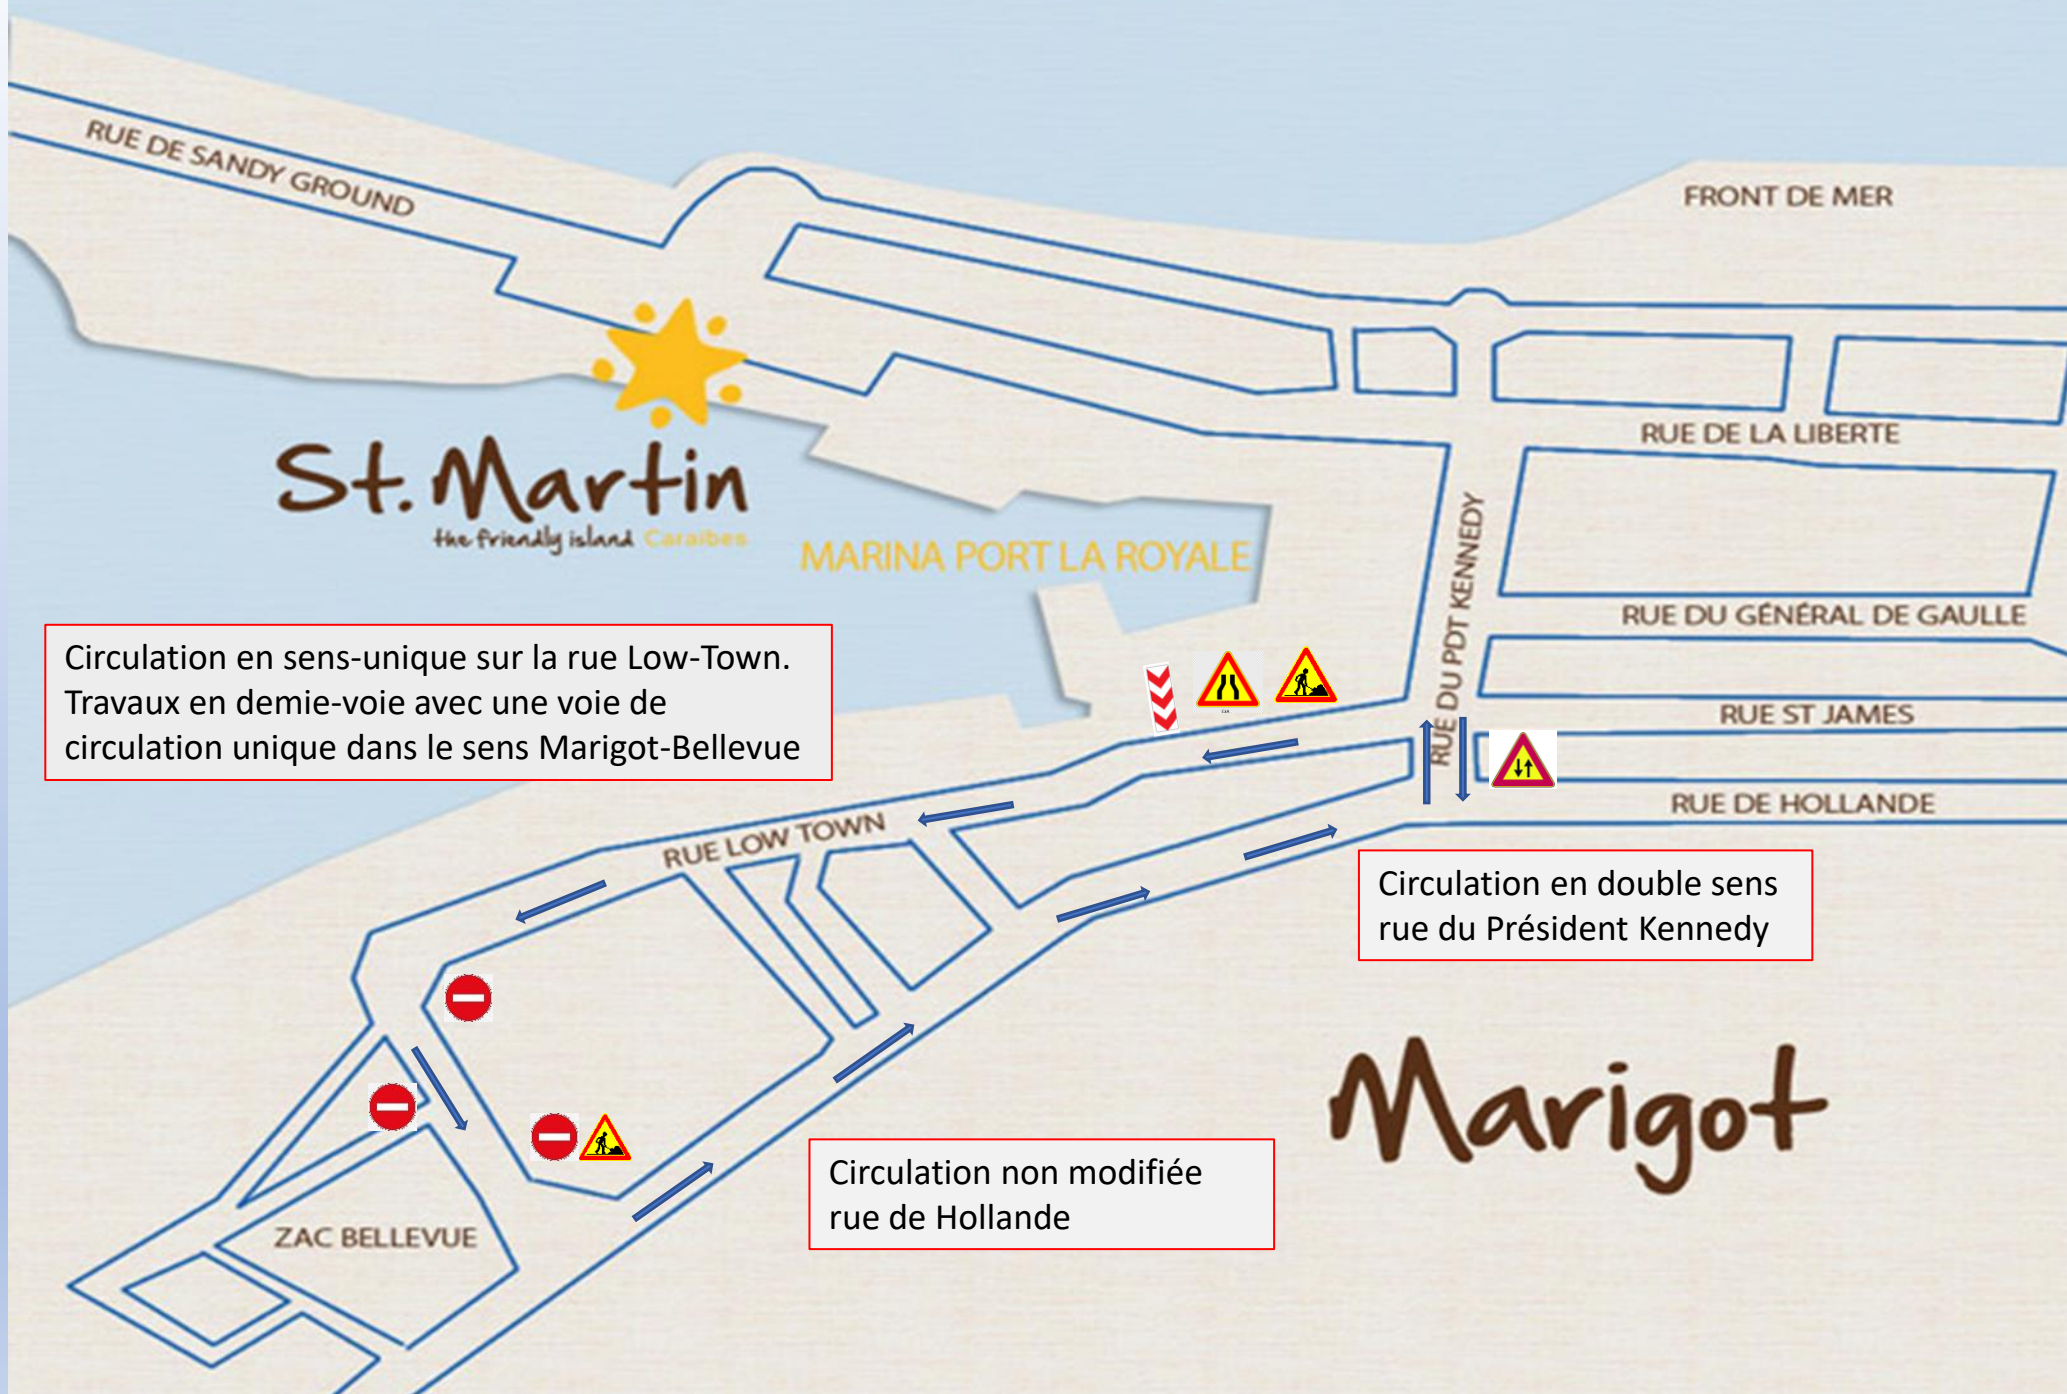 RUE DE SANDY GROUND
FRONT DE MER
RUE DE LA LIBERTE
St. Martin
the friendly island Caraïbes
MARINA PORT LA ROYALE
RUE DU PDT KENNEDY
RUE DU GÉNÉRAL DE GAULLE
Circulation en sens-unique sur la rue Low-Town.
Travaux en demie-voie avec une voie de
circulation unique dans le sens Marigot-Bellevue
RUE ST JAMES
RUE DE HOLLANDE
RUE LOW TOWN
Circulation en double sens
rue du Président Kennedy
Marigot
Circulation non modifiée
rue de Hollande
ZAC BELLEVUE